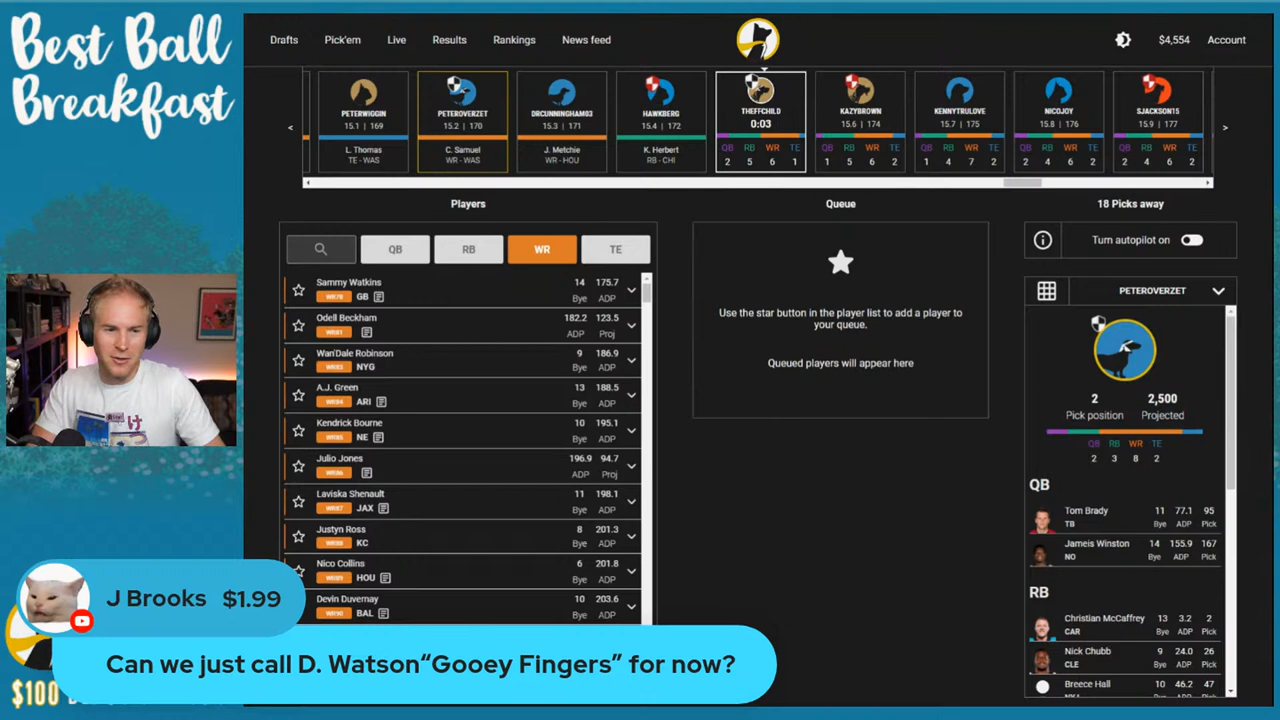 Best Ball
Breakfast
Drafts
Pick'em
Live
Results
Rankings
News feed
$4,554
Account
<
PETERWIGGIN
15.1 | 169
L. Thomas
TE - WAS
PETEROVERZET
15.2 | 170
C. Samuel
WR - WAS
DRCUNNINGHAM03
15.3 | 171
J. Metchie
WR - HOU
HAWKBERG
15.4 | 172
K. Herbert
RB - CHI
THEFFCHILD
0:03
QB RB WR TE
2 5 6 1
KAZYBROWN
15.6 | 174
QB RB WR TE
1 5 6 2
KENNYTRULOVE
15.7 | 175
QB RB WR TE
1 4 7 2
NICOJOY
15.8 | 176
QB RB WR TE
2 4 6 2
SJACKSON15
15.9 | 177
QB RB WR TE
2 4 6 2
>
Players
Queue
18 Picks away
QB
RB
WR
TE
Sammy Watkins 14 175.7
WR78 GB Bye ADP
Odell Beckham 182.2 123.5
WR81 ADP Proj
Wan'Dale Robinson 9 186.9
WR83 NYG Bye ADP
A.J. Green 13 188.5
WR84 ARI Bye ADP
Kendrick Bourne 10 195.1
WR85 NE Bye ADP
Julio Jones 196.9 94.7
WR86 ADP Proj
Laviska Shenault 11 198.1
WR87 JAX Bye ADP
Justyn Ross 8 201.3
WR88 KC Bye ADP
Nico Collins 6 201.8
WR89 HOU Bye ADP
Devin Duvernay 10 203.6
WR90 BAL Bye ADP
Use the star button in the player list to add a player to
your queue.
Queued players will appear here
Turn autopilot on
PETEROVERZET
2 2,500
Pick position Projected
QB RB WR TE
2 3 8 2
QB
Tom Brady 11 77.1 95
TB Bye ADP Pick
Jameis Winston 14 155.9 167
NO Bye ADP Pick
RB
Christian McCaffrey 13 3.2 2
CAR Bye ADP Pick
Nick Chubb 9 24.0 26
CLE Bye ADP Pick
Breece Hall 10 46.2 47
Bye ADP Pick
J Brooks $1.99
Can we just call D. Watson“Gooey Fingers” for now?
$100